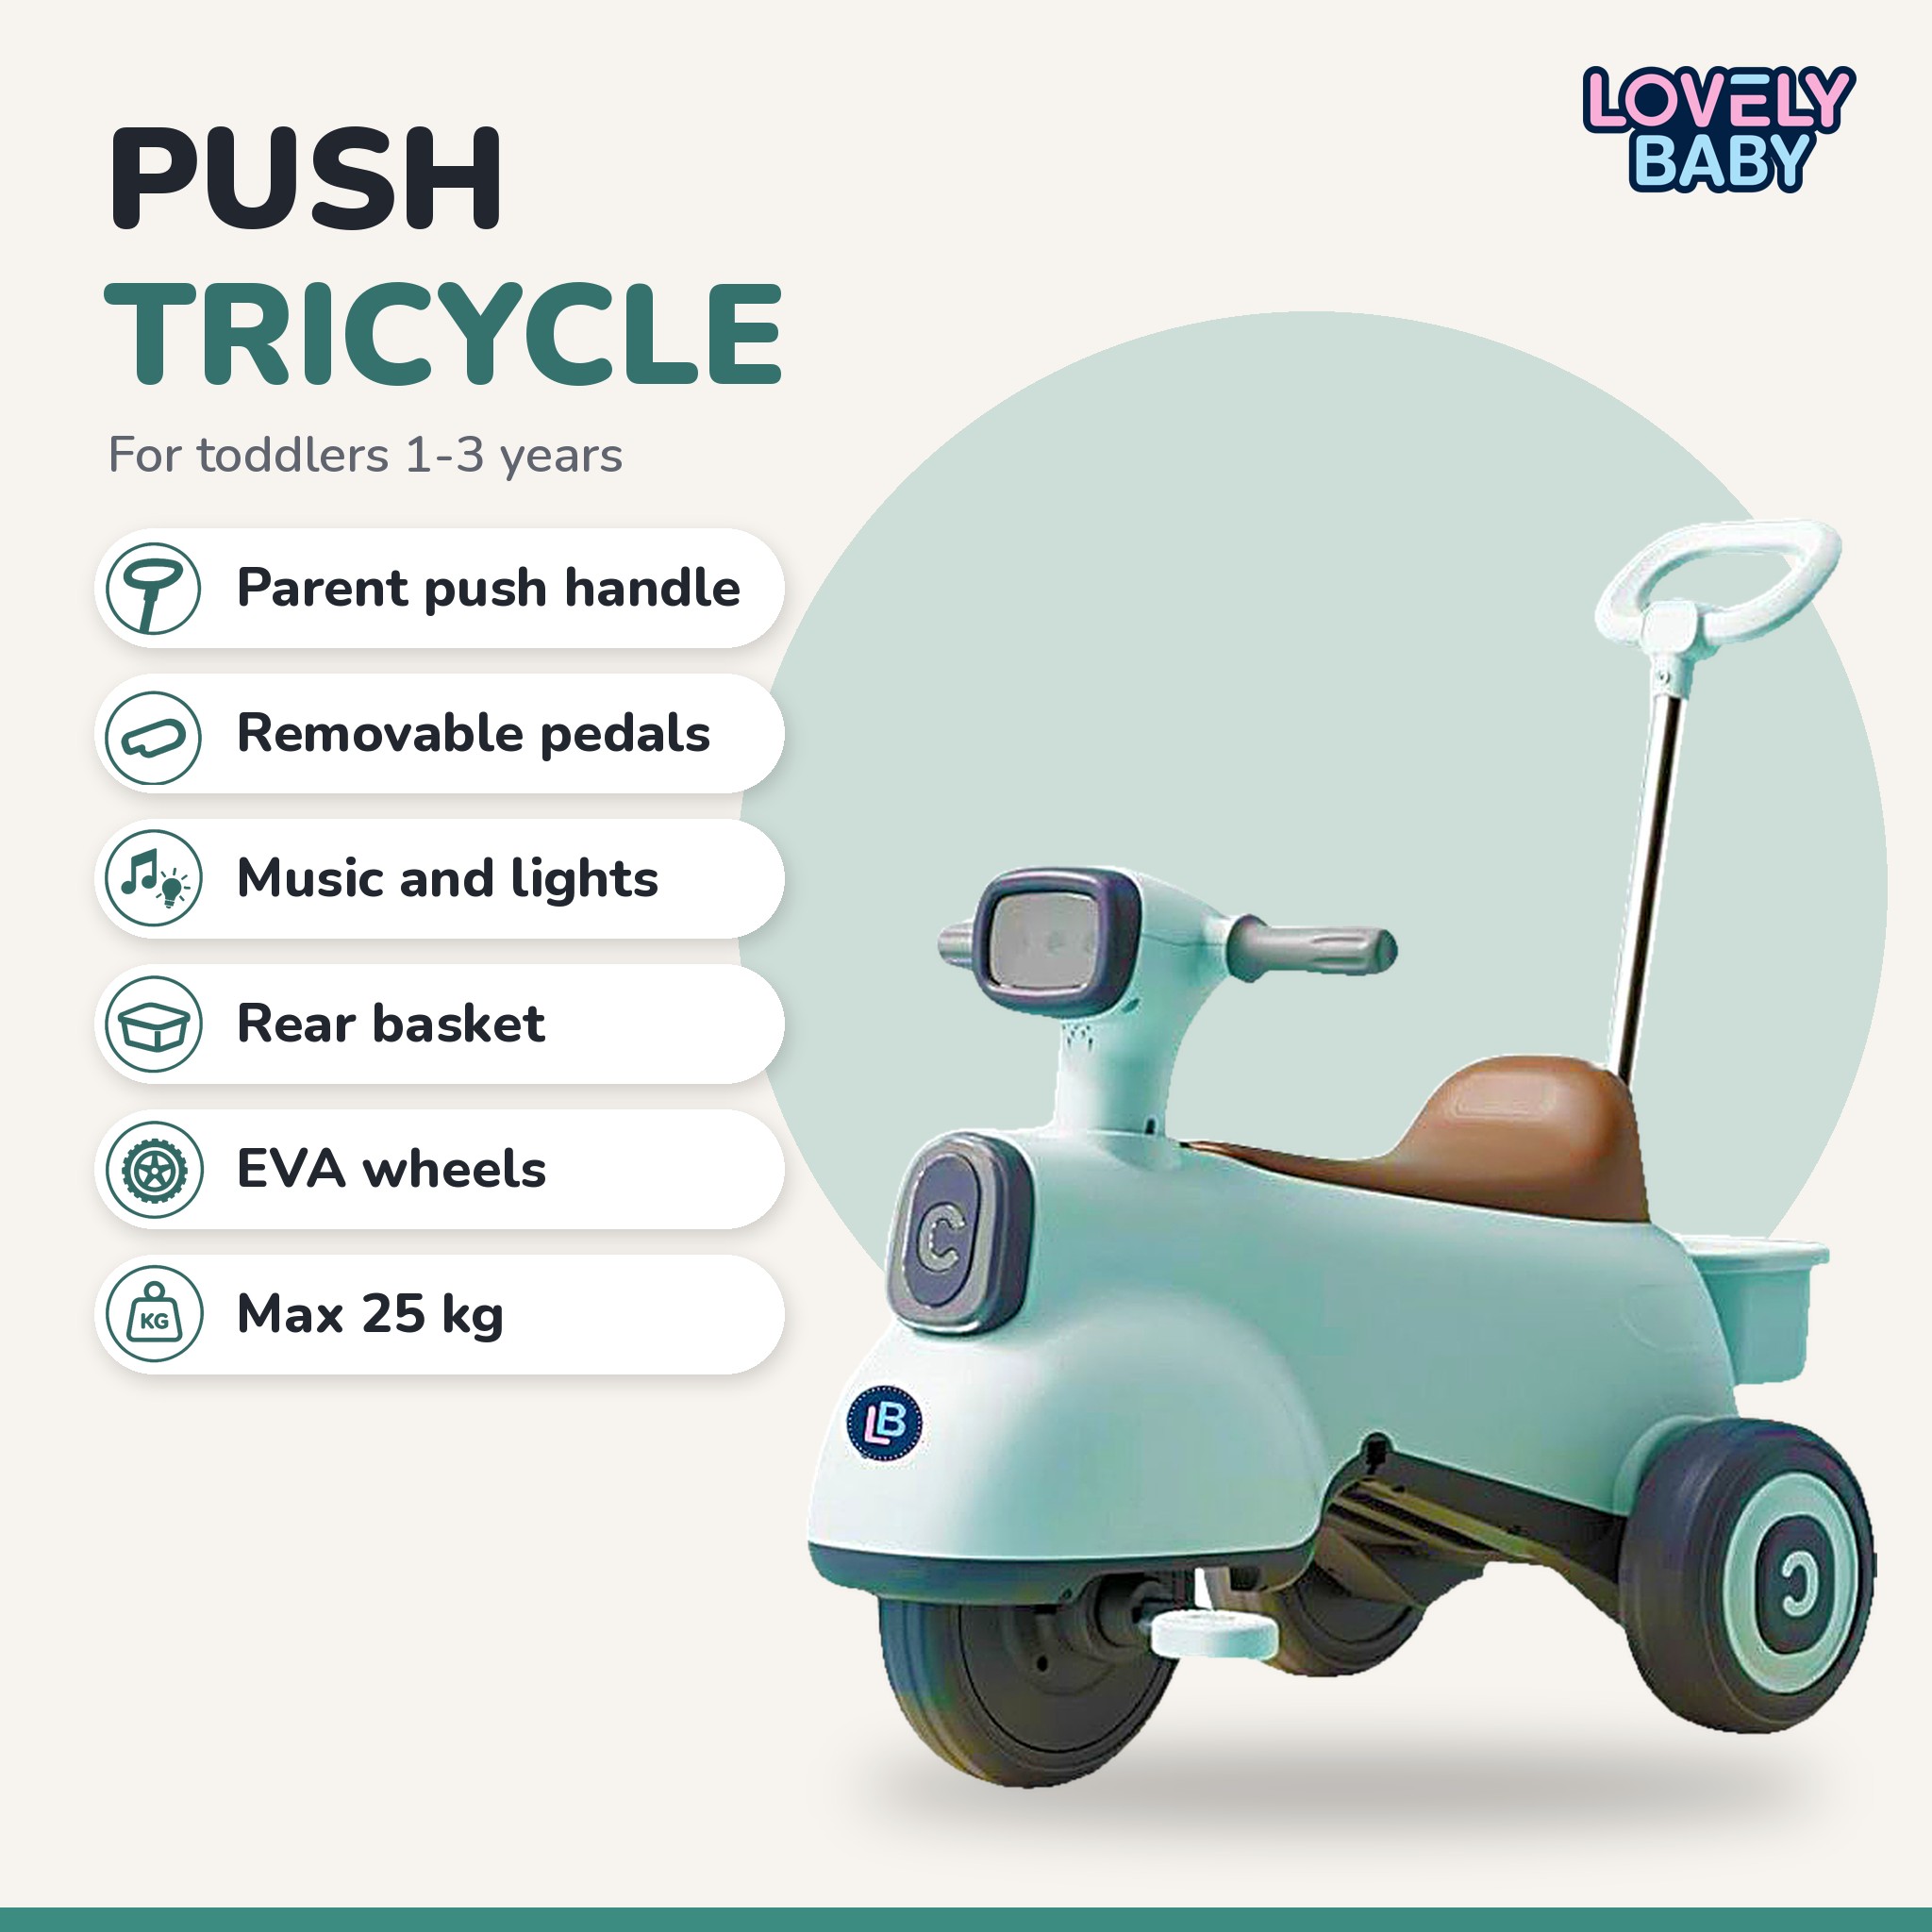 LOVELY
BABY
PUSH
TRICYCLE
For toddlers 1-3 years
Parent push handle
Removable pedals
Music and lights
Rear basket
EVA wheels
KG
Max 25 kg
C
LB
C